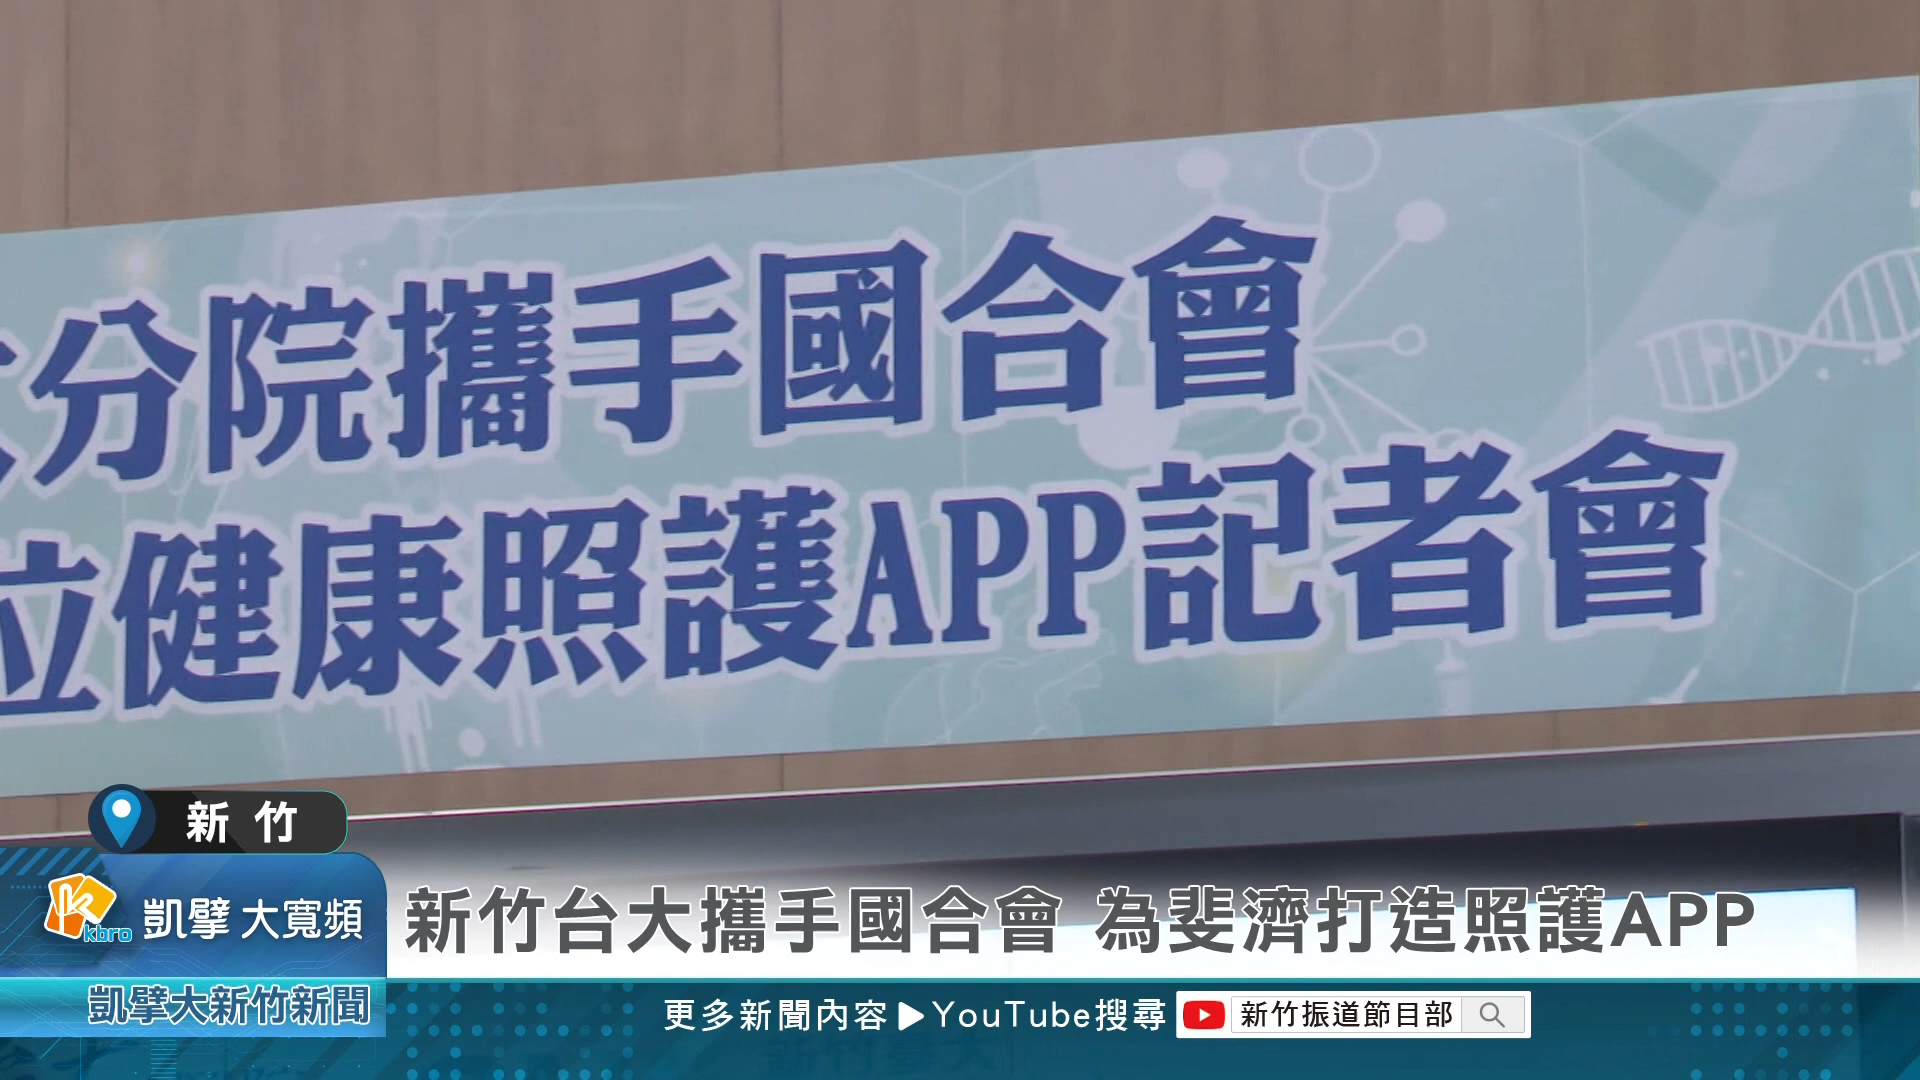 分院攜手國合會
位健康照護APP記者會
新竹
kbro 凱擘大寬頻
新竹台大攜手國合會 為斐濟打造照護APP
凱擘大新竹新聞
更多新聞內容▶YouTube搜尋 新竹振道節目部